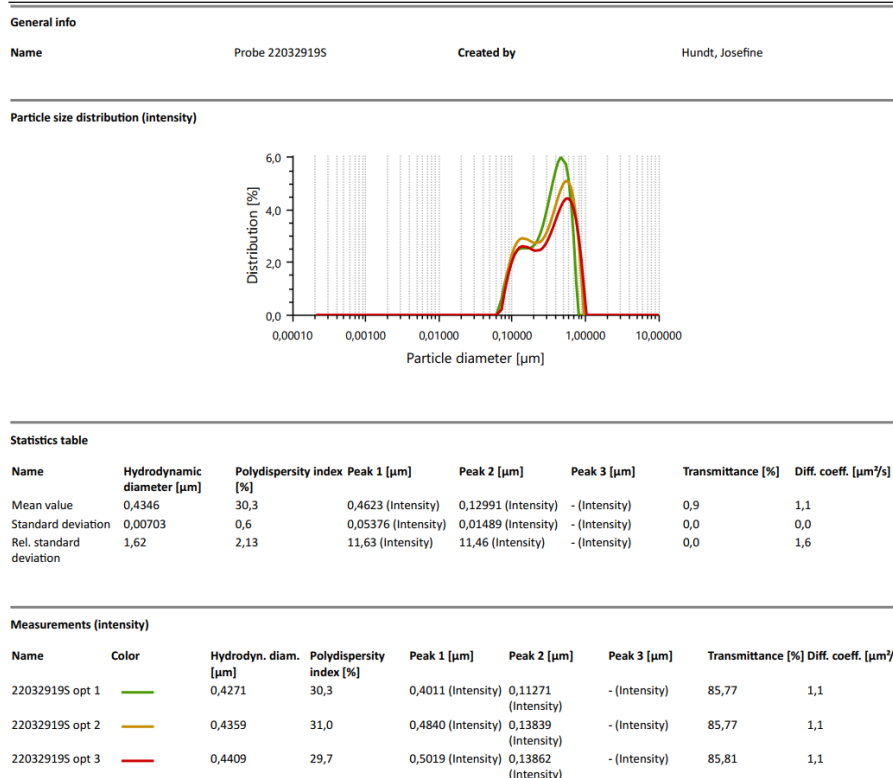 General info
Name Probe 22032919S Created by Hundt, Josefine
Particle size distribution (intensity)
6,0
4,0
2,0
0,0
Distribution [%]
0,00010 0,00100 0,01000 0,10000 1,00000 10,00000
Particle diameter [µm]
Statistics table
Name Hydrodynamic diameter [µm] Polydispersity index [%] Peak 1 [µm] Peak 2 [µm] Peak 3 [µm] Transmittance [%] Diff. coeff. [µm²/s]
Mean value 0,4346 30,3 0,4623 (Intensity) 0,12991 (Intensity) - (Intensity) 0,9 1,1
Standard deviation 0,00703 0,6 0,05376 (Intensity) 0,01489 (Intensity) - (Intensity) 0,0 0,0
Rel. standard deviation 1,62 2,13 11,63 (Intensity) 11,46 (Intensity) - (Intensity) 0,0 1,6
Measurements (intensity)
Name Color Hydrodyn. diam. [µm] Polydispersity index [%] Peak 1 [µm] Peak 2 [µm] Peak 3 [µm] Transmittance [%] Diff. coeff. [µm²/
22032919S opt 1 0,4271 30,3 0,4011 (Intensity) 0,11271 (Intensity) - (Intensity) 85,77 1,1
22032919S opt 2 0,4359 31,0 0,4840 (Intensity) 0,13839 (Intensity) - (Intensity) 85,77 1,1
22032919S opt 3 0,4409 29,7 0,5019 (Intensity) 0,13862 (Intensity) - (Intensity) 85,81 1,1